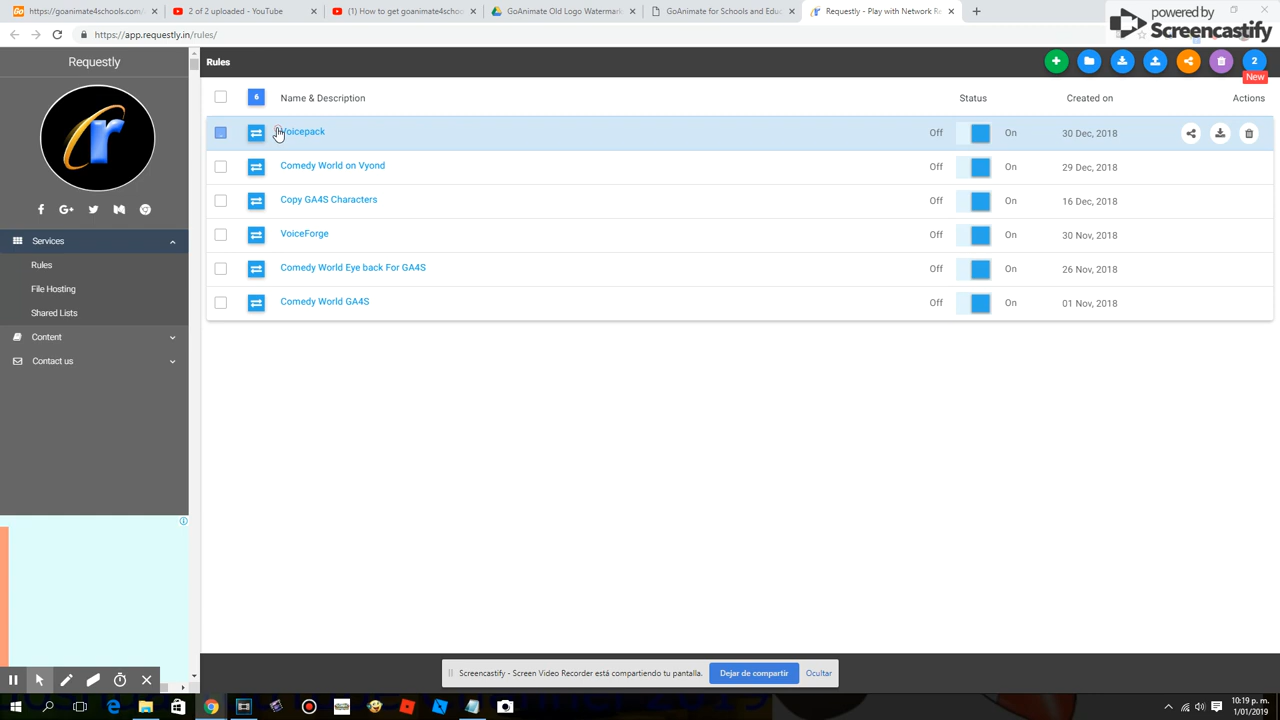 https://goanimate4schools.com/
2 of 2 uploaded - YouTube
(1) How to get goanimate4schoo
GoAnimate Old Logo Watermark
GoAnimate for Schools and Educ
Requestly - Play with Network Re
powered by
Screencastify
https://app.requestly.in/rules/
Requestly
Rules
2
New
6
Name & Description
Status
Created on
Actions
Voicepack
Off
On
30 Dec, 2018
Comedy World on Vyond
Off
On
29 Dec, 2018
Copy GA4S Characters
Off
On
16 Dec, 2018
VoiceForge
Off
On
30 Nov, 2018
Comedy World Eye back For GA4S
Off
On
26 Nov, 2018
Comedy World GA4S
Off
On
01 Nov, 2018
Services
Rules
File Hosting
Shared Lists
Content
Contact us
Screencastify - Screen Video Recorder está compartiendo tu pantalla.
Dejar de compartir
Ocultar
10:19 p. m.
1/01/2019